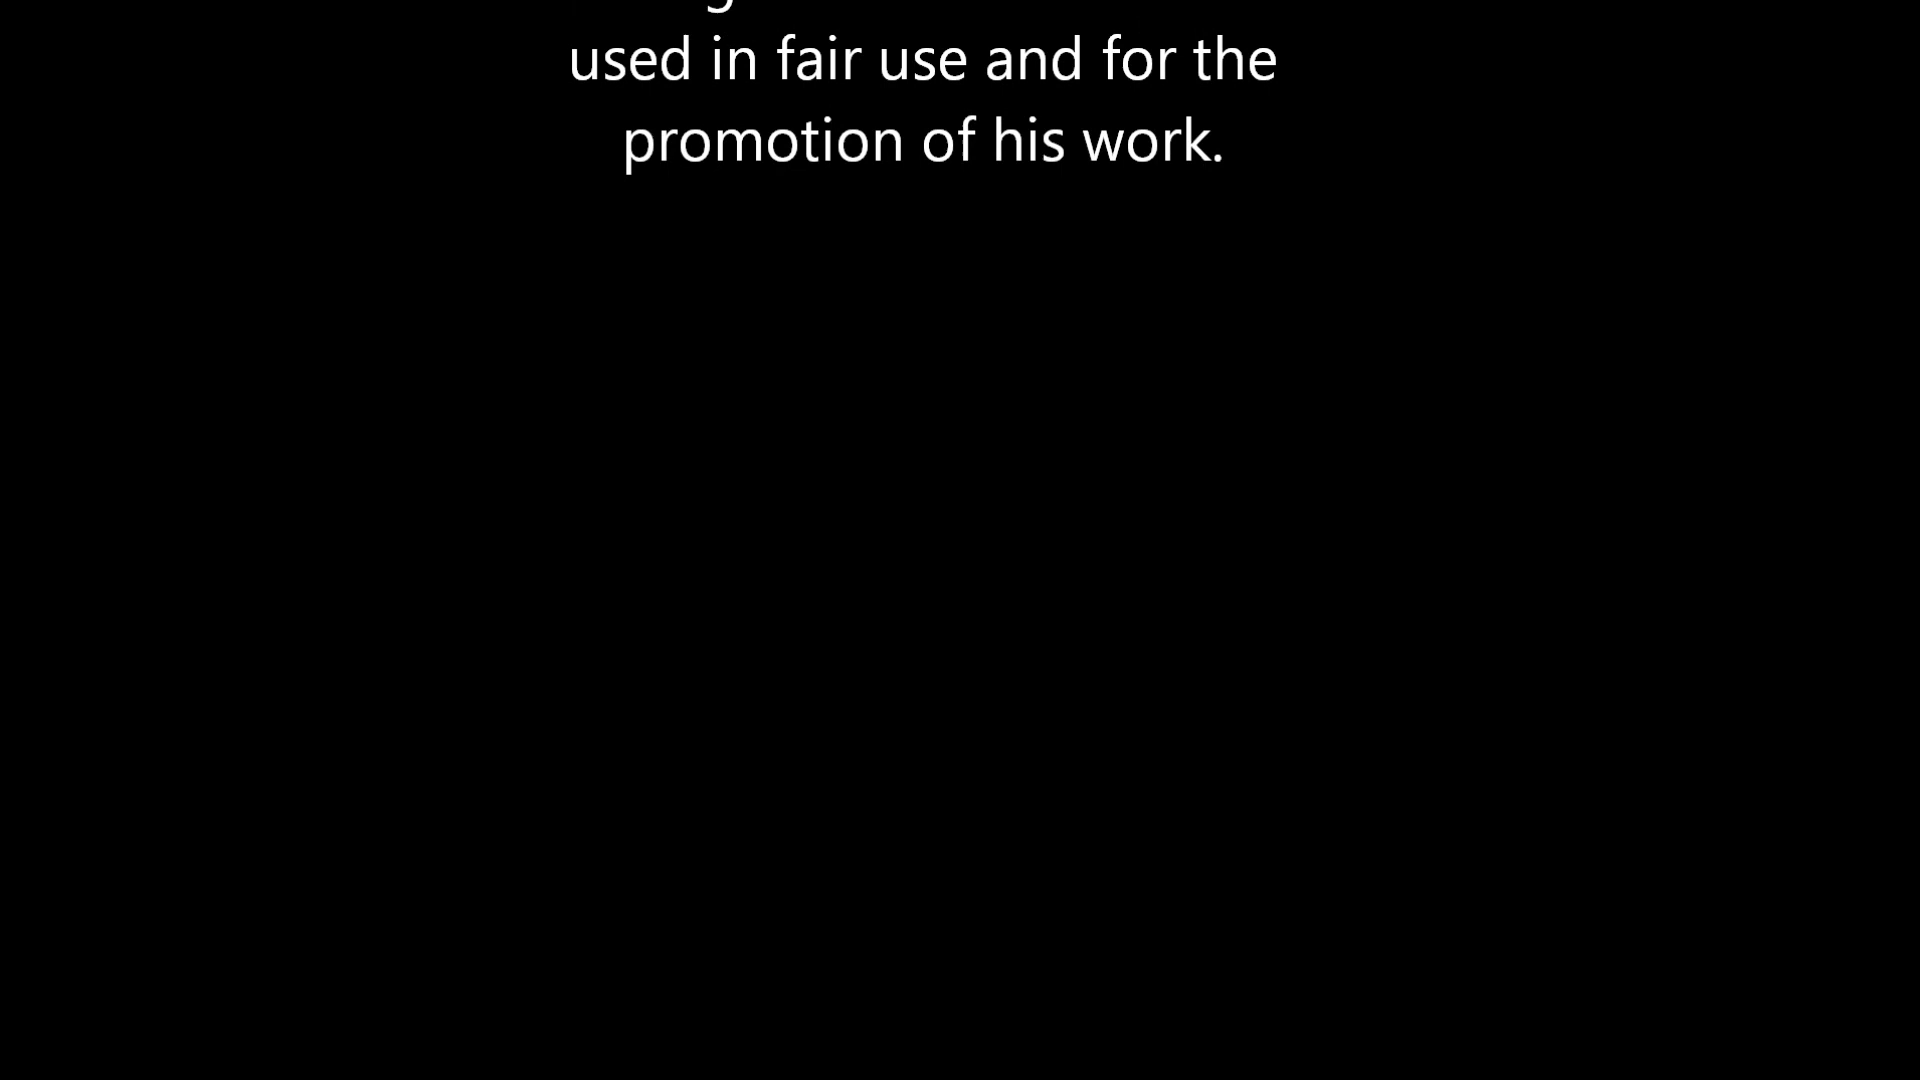 used in fair use and for the
promotion of his work.